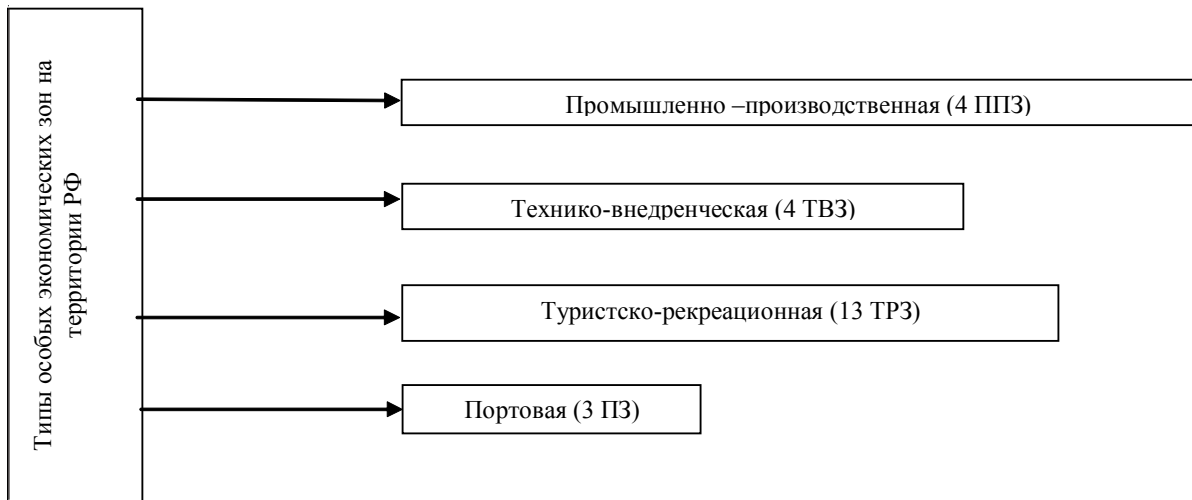 Типы особых экономических зон на
территории РФ
Промышленно –производственная (4 ППЗ)
Технико-внедренческая (4 ТВЗ)
Туристско-рекреационная (13 ТРЗ)
Портовая (3 ПЗ)